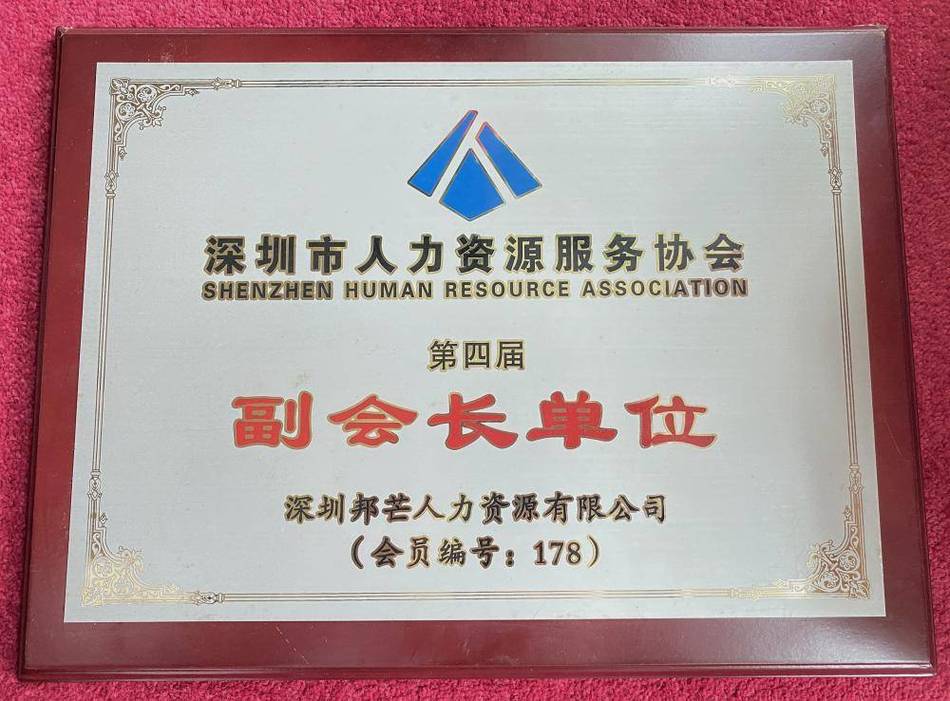 深圳市人力资源服务协会
SHENZHEN HUMAN RESOURCE ASSOCIATION
第四届
副会长单位
深圳邦芒人力资源有限公司
（会员编号：178）